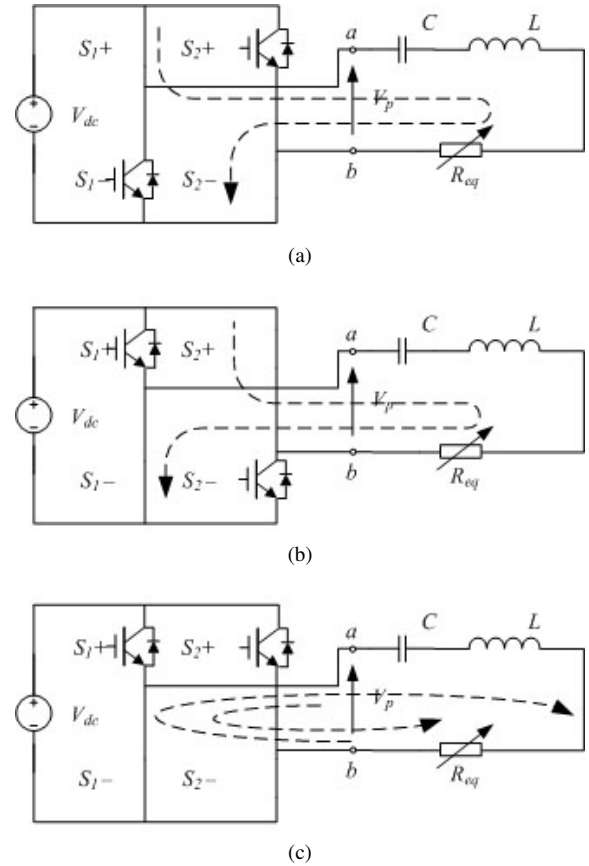 S1+ S2+ a C L
Vdc Vp
S1− S2− b Req
(a)
S1+ S2+ a C L
Vdc Vp
S1− S2− b Req
(b)
S1+ S2+ a C L
Vdc Vp
S1− S2− b Req
(c)